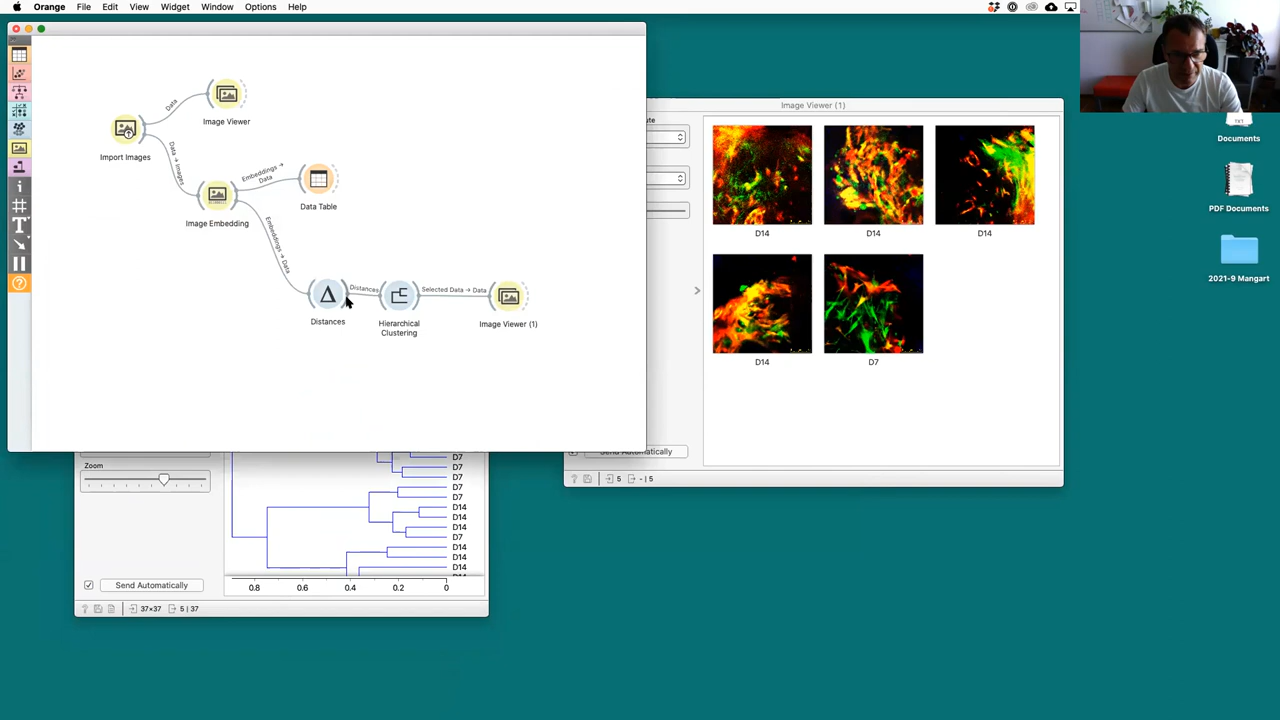 Orange File Edit View Widget Window Options Help
Image Viewer (1)
Data
Image Viewer
Import Images
Data → Images
Embeddings → Data
Image Embedding
Data Table
Embeddings → Data
Distances
Selected Data → Data
Distances
Hierarchical
Clustering
Image Viewer (1)
D14
D14
D14
D14
D7
Send Automatically
5
- | 5
Documents
PDF Documents
2021-9 Mangart
TXT
Zoom
D7
D7
D7
D7
D7
D14
D14
D7
D14
D14
D14
Send Automatically
0.8 0.6 0.4 0.2 0
37×37
5 | 37